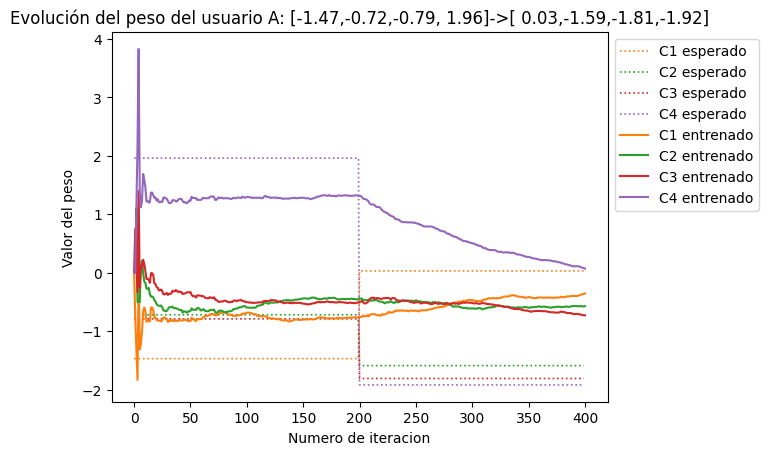 Evolución del peso del usuario A: [-1.47,-0.72,-0.79, 1.96]->[ 0.03,-1.59,-1.81,-1.92]
4
3
2
1
0
−1
−2
Valor del peso
0
50
100
150
200
250
300
350
400
Numero de iteracion
C1 esperado
C2 esperado
C3 esperado
C4 esperado
C1 entrenado
C2 entrenado
C3 entrenado
C4 entrenado